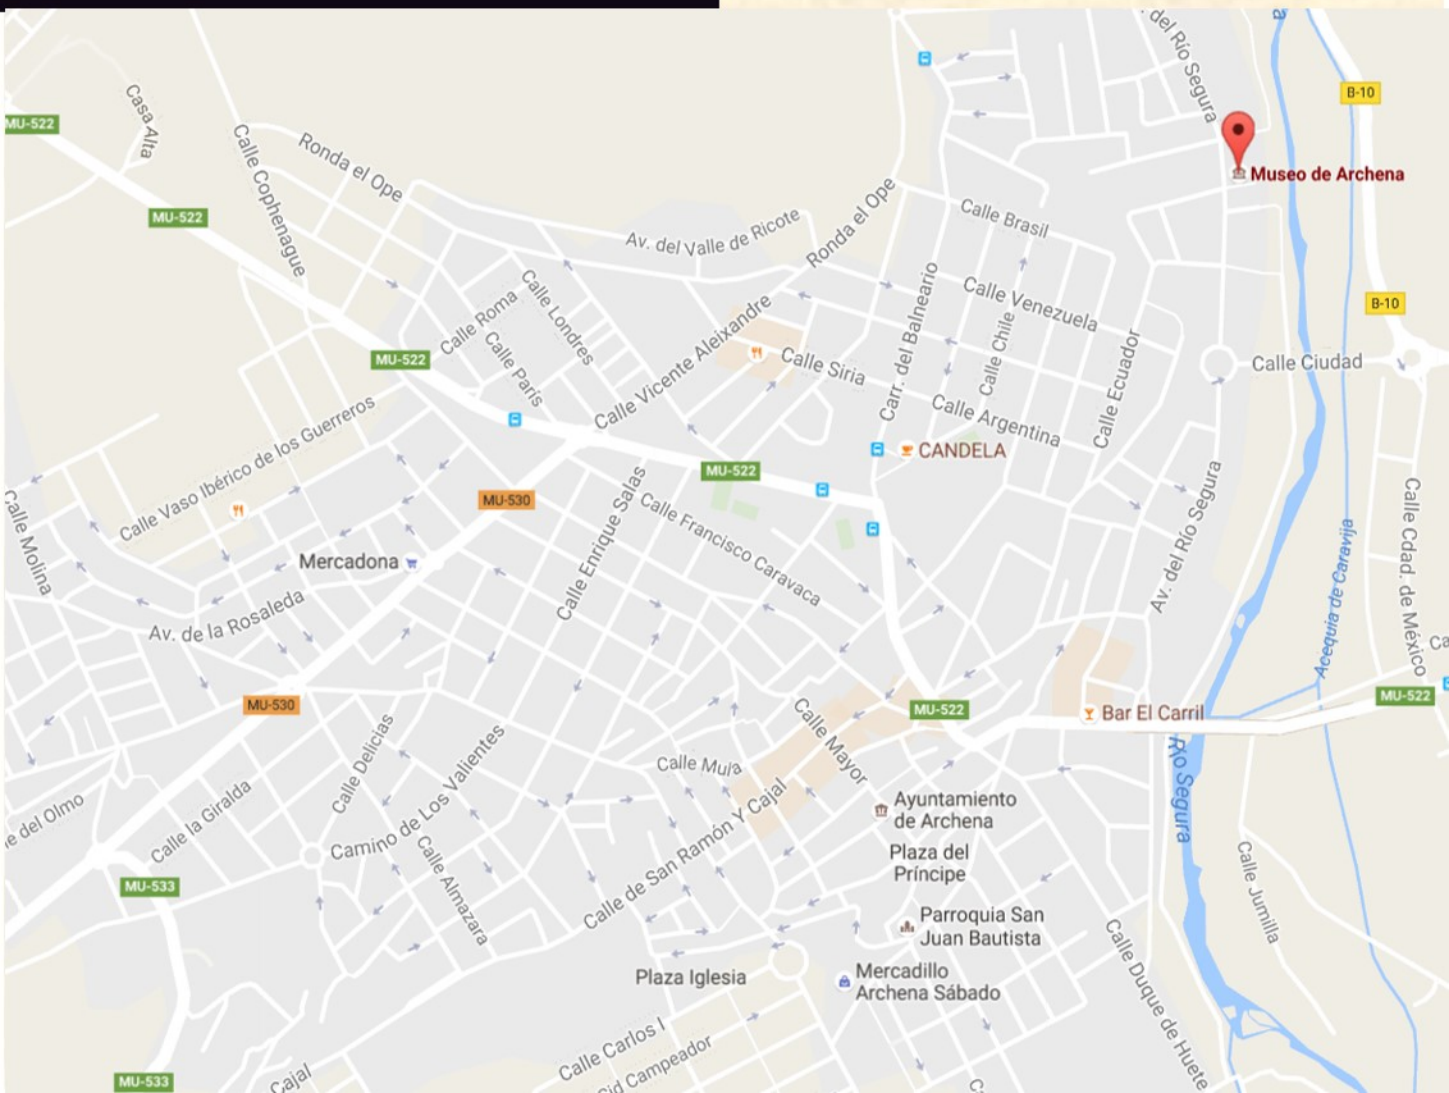 del Río Segura
Casa Alta
B-10
MU-522
Calle Cophenague
Ronda el Ope
Museo de Archena
MU-522
Ronda el Ope
Calle Brasil
Av. del Valle de Ricote
Calle Londres
Calle Roma
Carr. del Balneario
Calle Venezuela
B-10
Calle Chile
Calle Vicente Aleixandre
MU-522
Calle París
Calle Siria
Calle Ecuador
Calle Ciudad
Calle Argentina
Calle Vaso Ibérico de los Guerreros
CANDELA
MU-522
MU-530
Calle Enrique Salas
Calle Francisco Caravaca
Av. del Río Segura
Calle Cdad. de México
Calle Molina
Mercadona
Acequia de Caravija
Av. de la Rosaleda
Ca
MU-530
MU-522
MU-522
Bar El Carril
Calle Mayor
Calle Delicias
Camino de Los Valientes
Calle Mula
Río Segura
Calle de San Ramón Y Cajal
Ayuntamiento
de Archena
e del Olmo
Calle la Giralda
Plaza del
Príncipe
MU-533
Calle Almazara
Calle Jumilla
Parroquia San
Juan Bautista
Plaza Iglesia
Mercadillo
Archena Sábado
Calle Duque de Huete
Calle Carlos I
Cid Campeador
MU-533
Cajal
C